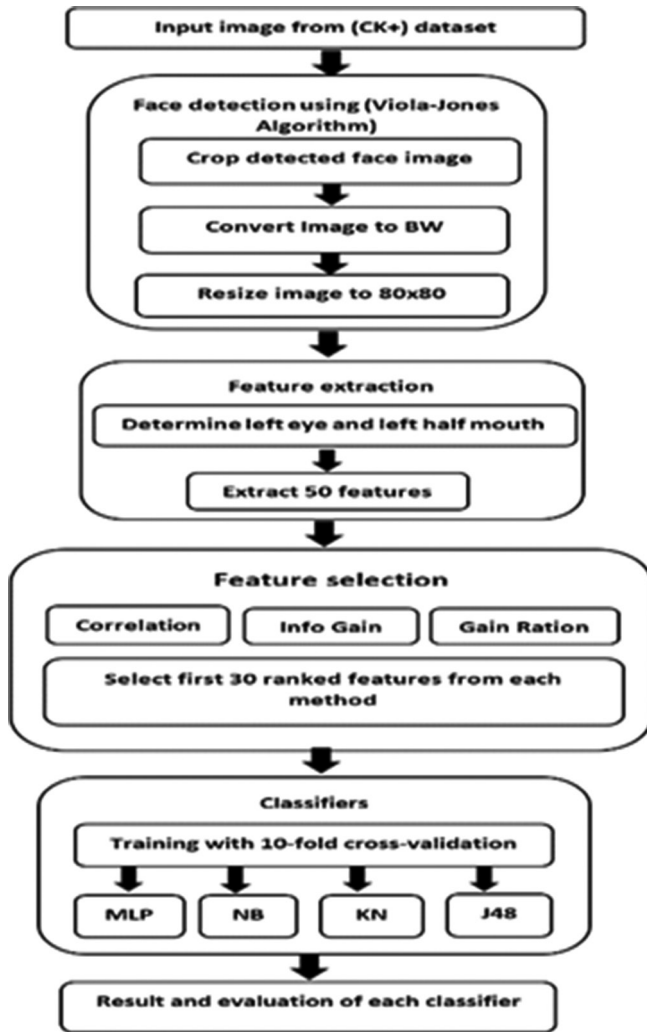 Input image from (CK+) dataset
Face detection using (Viola-Jones
Algorithm)
Crop detected face image
Convert Image to BW
Resize image to 80x80
Feature extraction
Determine left eye and left half mouth
Extract 50 features
Feature selection
Correlation
Info Gain
Gain Ration
Select first 30 ranked features from each
method
Classifiers
Training with 10-fold cross-validation
MLP
NB
KN
J48
Result and evaluation of each classifier